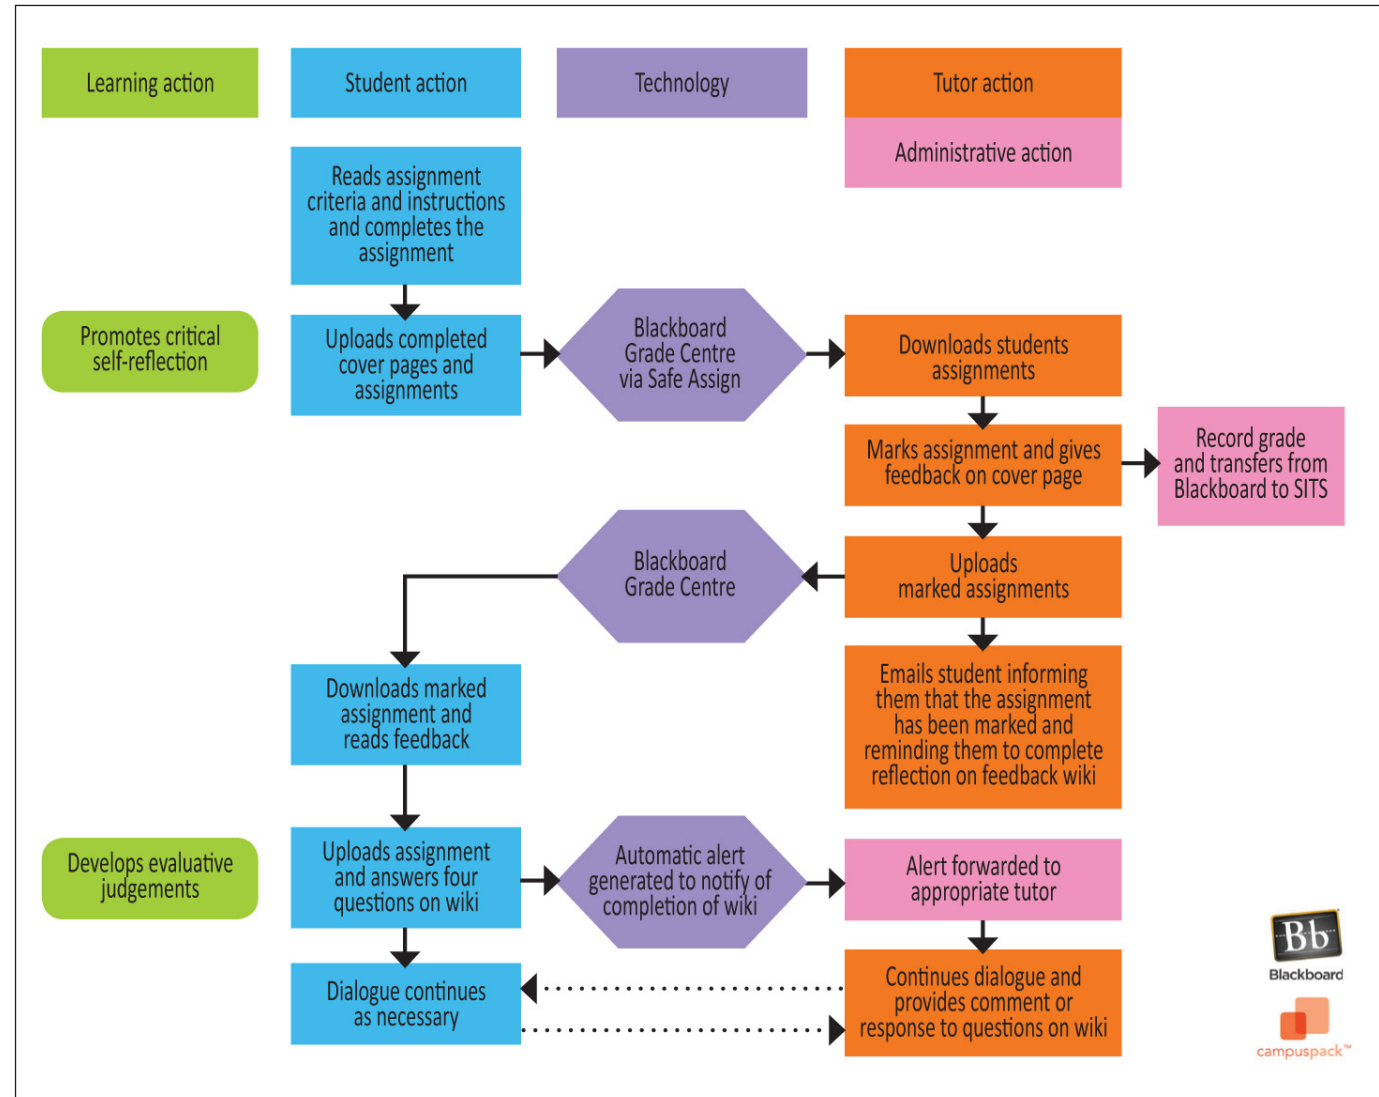 Learning action
Student action
Technology
Tutor action
Administrative action
Reads assignment
criteria and instructions
and completes the
assignment
Promotes critical
self-reflection
Uploads completed
cover pages and
assignments
Blackboard
Grade Centre
via Safe Assign
Downloads students
assignments
Marks assignment and gives
feedback on cover page
Record grade
and transfers from
Blackboard to SITS
Blackboard
Grade Centre
Uploads
marked assignments
Downloads marked
assignment and
reads feedback
Emails student informing
them that the assignment
has been marked and
reminding them to complete
reflection on feedback wiki
Develops evaluative
judgements
Uploads assignment
and answers four
questions on wiki
Automatic alert
generated to notify of
completion of wiki
Alert forwarded to
appropriate tutor
Dialogue continues
as necessary
Continues dialogue and
provides comment or
response to questions on wiki
Bb
Blackboard
campuspack™